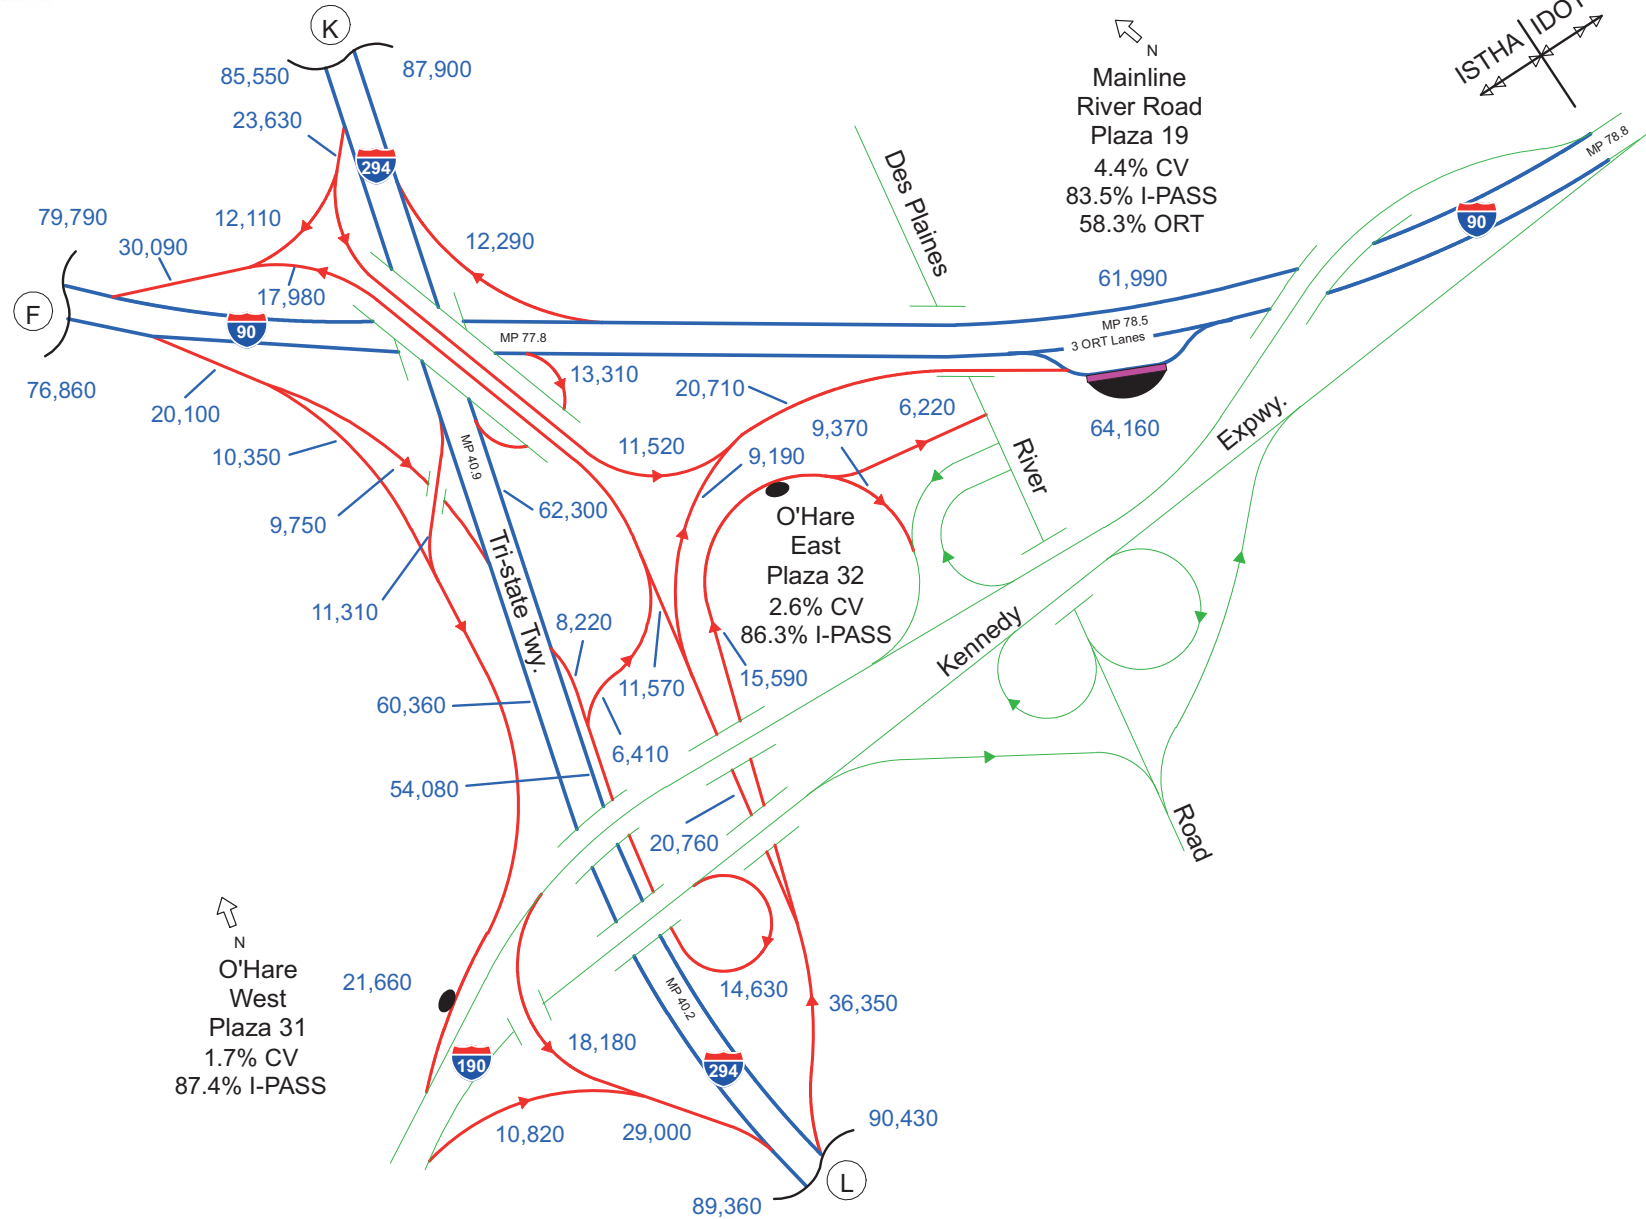 K
85,550
87,900
23,630
294
12,110
79,790
30,090
12,290
17,980
F
90
76,860
20,100
10,350
9,750
11,310
MP 77.8
13,310
MP 40.9
62,300
Tri-state Twy.
60,360
54,080
8,220
6,410
11,570
11,520
20,710
9,190
9,370
6,220
O'Hare
East
Plaza 32
2.6% CV
86.3% I-PASS
15,590
20,760
N
Mainline
River Road
Plaza 19
4.4% CV
83.5% I-PASS
58.3% ORT
Des Plaines
61,990
MP 78.5
3 ORT Lanes
64,160
River
Kennedy
Expwy.
Road
ISTHA
IDOT
MP 78.8
90
N
O'Hare
West
Plaza 31
1.7% CV
87.4% I-PASS
21,660
190
18,180
10,820
29,000
MP 40.2
294
14,630
36,350
90,430
L
89,360